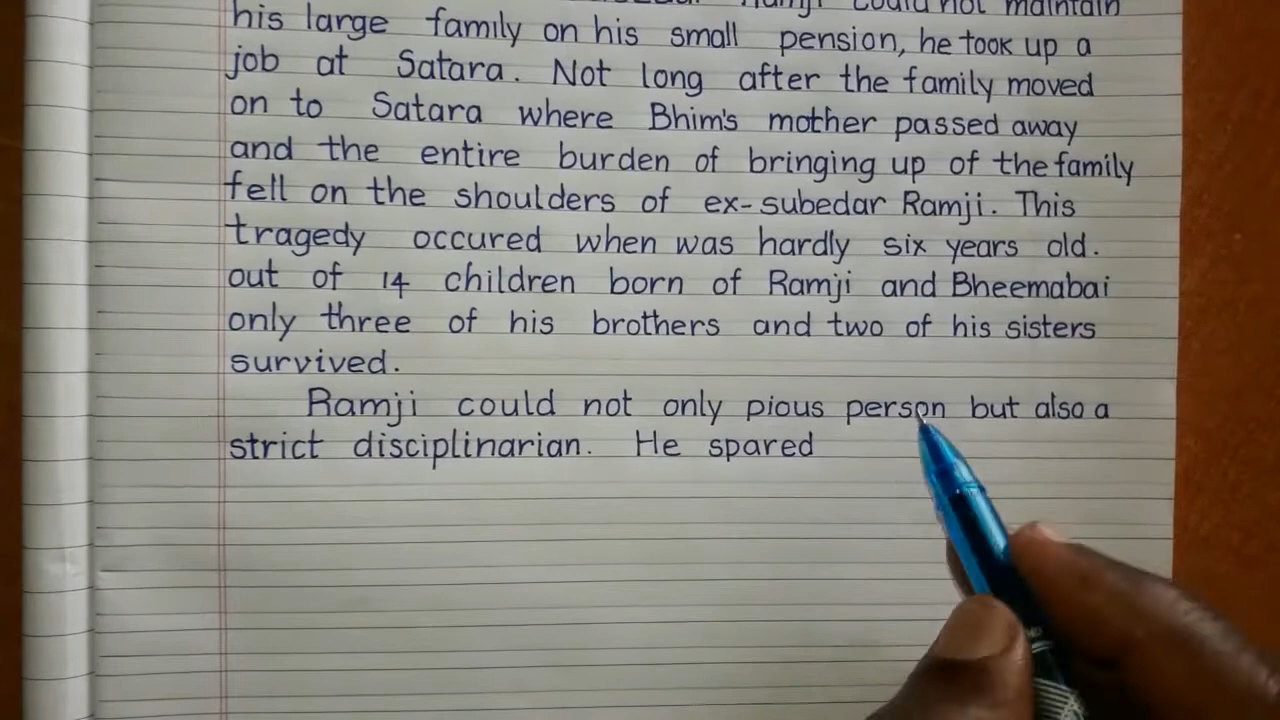 Ramji could not maintain
his large family on his small pension, he took up a
job at Satara. Not long after the family moved
on to Satara where Bhim's mother passed away
and the entire burden of bringing up of the family
fell on the shoulders of ex-subedar Ramji. This
tragedy occured when was hardly six years old.
out of 14 children born of Ramji and Bheemabai
only three of his brothers and two of his sisters
survived.
Ramji could not only pious person but also a
strict disciplinarian. He spared